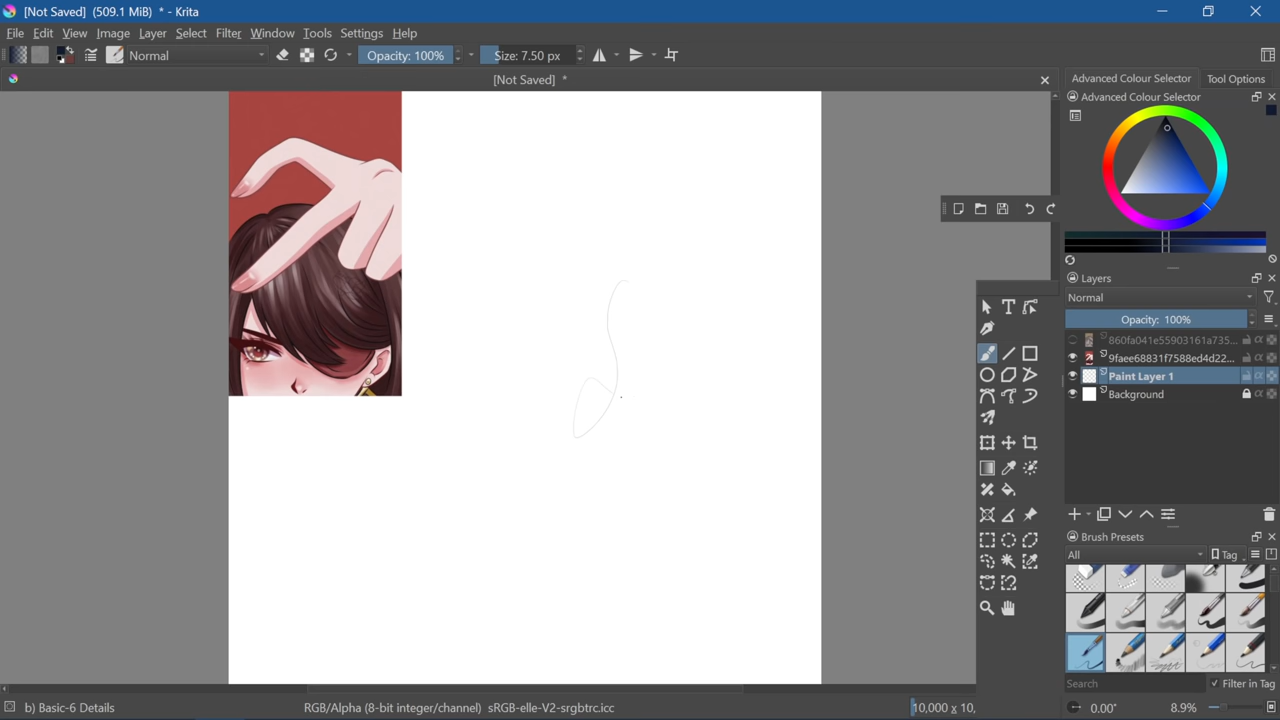 [Not Saved] (509.1 MiB) * - Krita
File Edit View Image Layer Select Filter Window Tools Settings Help
Normal Opacity: 100% Size: 7.50 px
[Not Saved] *
Advanced Colour Selector Tool Options
Advanced Colour Selector
Layers
Normal
Opacity: 100%
860fa041e55903161a735...
9faee68831f7588ed4d22...
Paint Layer 1
Background
Brush Presets
All Tag
Search Filter in Tag
b) Basic-6 Details RGB/Alpha (8-bit integer/channel) sRGB-elle-V2-srgbtrc.icc 10,000 x 10, 0.00° 8.9%